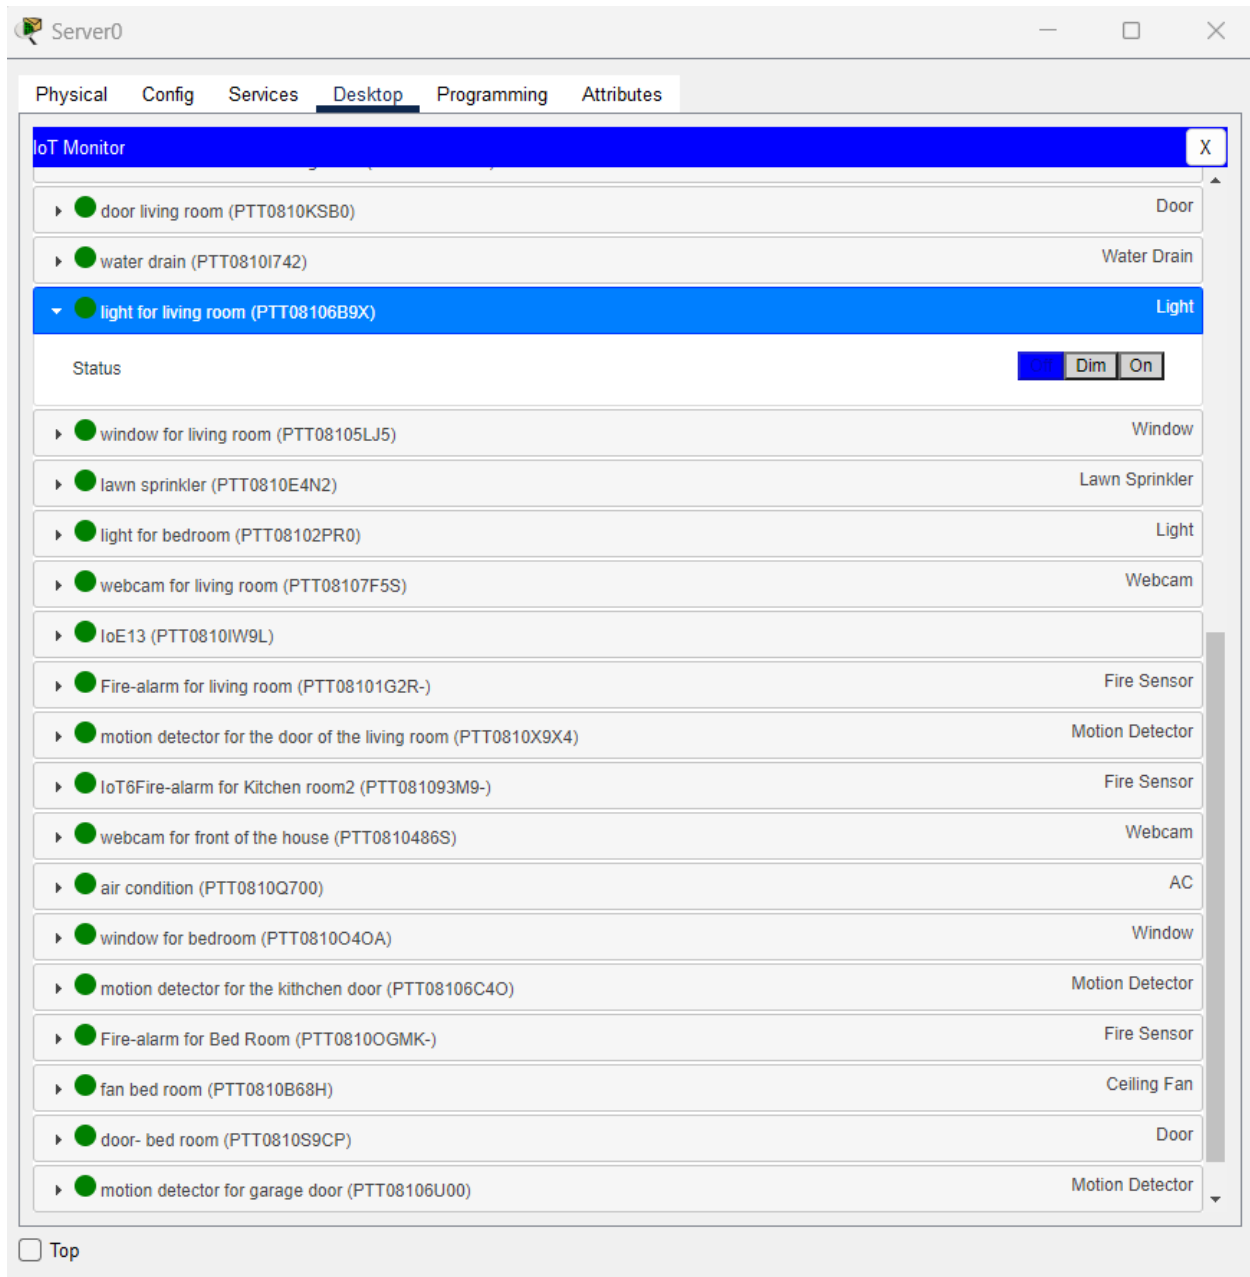 Server0
Physical Config Services Desktop Programming Attributes
IoT Monitor X
door living room (PTT0810KSB0) Door
water drain (PTT0810I742) Water Drain
light for living room (PTT08106B9X) Light
Status Dim On
window for living room (PTT08105LJ5) Window
lawn sprinkler (PTT0810E4N2) Lawn Sprinkler
light for bedroom (PTT08102PR0) Light
webcam for living room (PTT08107F5S) Webcam
IoE13 (PTT0810IW9L)
Fire-alarm for living room (PTT08101G2R-) Fire Sensor
motion detector for the door of the living room (PTT0810X9X4) Motion Detector
IoT6Fire-alarm for Kitchen room2 (PTT081093M9-) Fire Sensor
webcam for front of the house (PTT0810486S) Webcam
air condition (PTT0810Q700) AC
window for bedroom (PTT0810O4OA) Window
motion detector for the kithchen door (PTT08106C4O) Motion Detector
Fire-alarm for Bed Room (PTT0810OGMK-) Fire Sensor
fan bed room (PTT0810B68H) Ceiling Fan
door- bed room (PTT0810S9CP) Door
motion detector for garage door (PTT08106U00) Motion Detector
Top